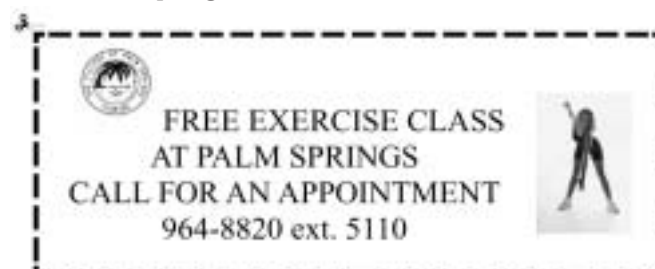 FREE EXERCISE CLASS
AT PALM SPRINGS
CALL FOR AN APPOINTMENT
964-8820 ext. 5110